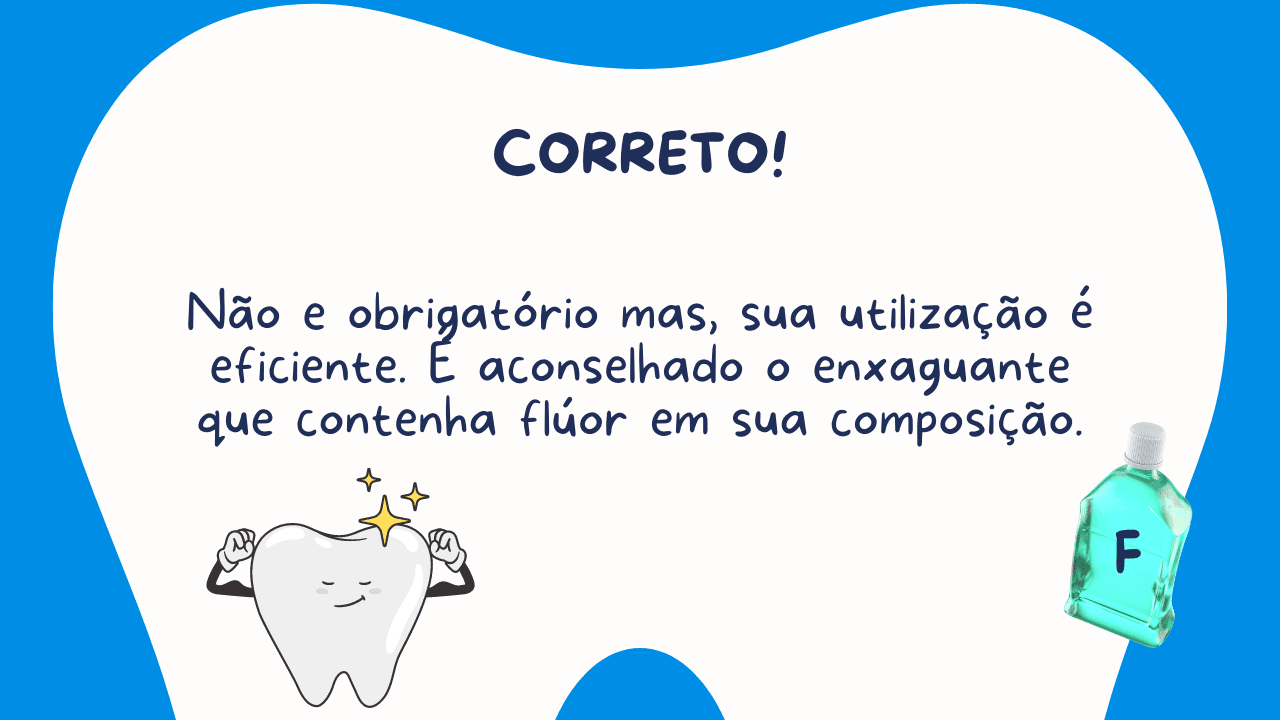 CORRETO!
Não e obrigatório mas, sua utilização é
eficiente. É aconselhado o enxaguante
que contenha flúor em sua composição.
F